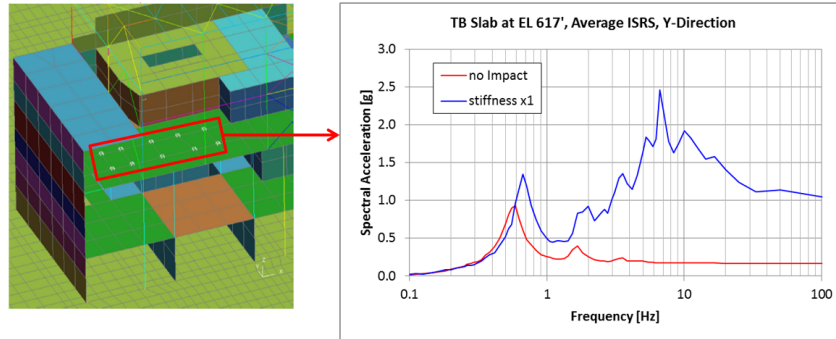 TB Slab at EL 617', Average ISRS, Y-Direction
3.0
2.5
2.0
1.5
1.0
0.5
0.0
Spectral Acceleration [g]
no Impact
stiffness x1
0.1
1
10
100
Frequency [Hz]